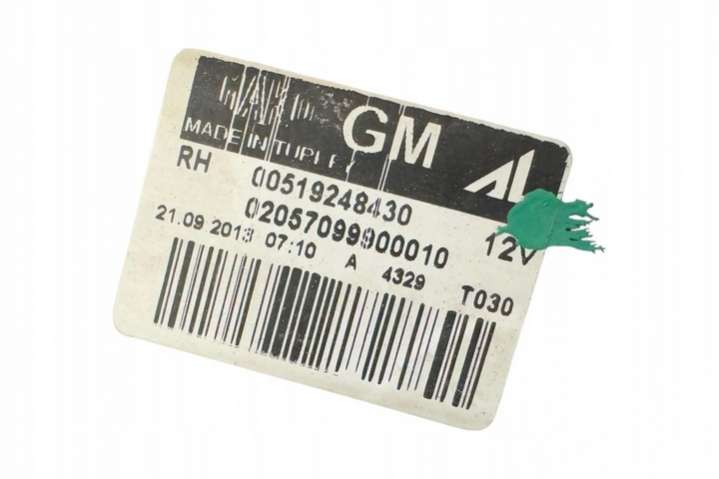 GM
MADE IN TURKEY
RH 00519248430
02057099900010 12V
21.09.2013 07:10 A 4329 T030